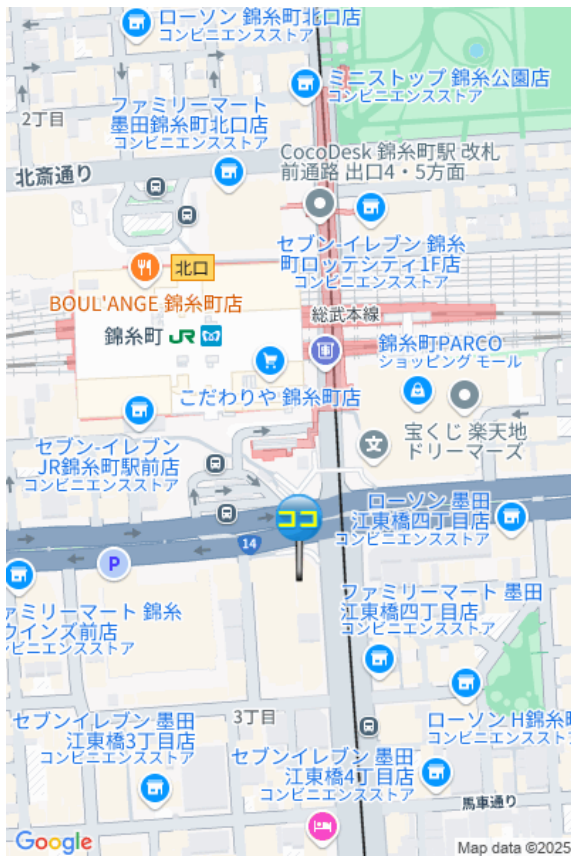 ローソン 錦糸町北口店
コンビニエンスストア
ミニストップ 錦糸公園店
コンビニエンスストア
ファミリーマート
墨田錦糸町北口店
コンビニエンスストア
2丁目
CocoDesk 錦糸町駅 改札
前通路 出口4・5方面
北斎通り
セブン-イレブン 錦糸
町ロッテシティ1F店
コンビニエンスストア
北口
BOUL'ANGE 錦糸町店
総武本線
錦糸町 JR
錦糸町PARCO
ショッピング モール
こだわりや 錦糸町店
宝くじ 楽天地
ドリーマーズ
文
セブン-イレブン
JR錦糸町駅前店
コンビニエンスストア
ローソン 墨田
江東橋四丁目店
コンビニエンスストア
ココ
14
P
ファミリーマート 墨田
江東橋四丁目店
コンビニエンスストア
ァミリーマート 錦糸
ウインズ前店
ンビニエンスストア
3丁目
セブンイレブン 墨田
江東橋3丁目店
コンビニエンスストア
ローソン H錦糸町
コンビニエンススト
セブンイレブン 墨田
江東橋4丁目店
コンビニエンスストア
馬車通り
Google
Map data ©2025